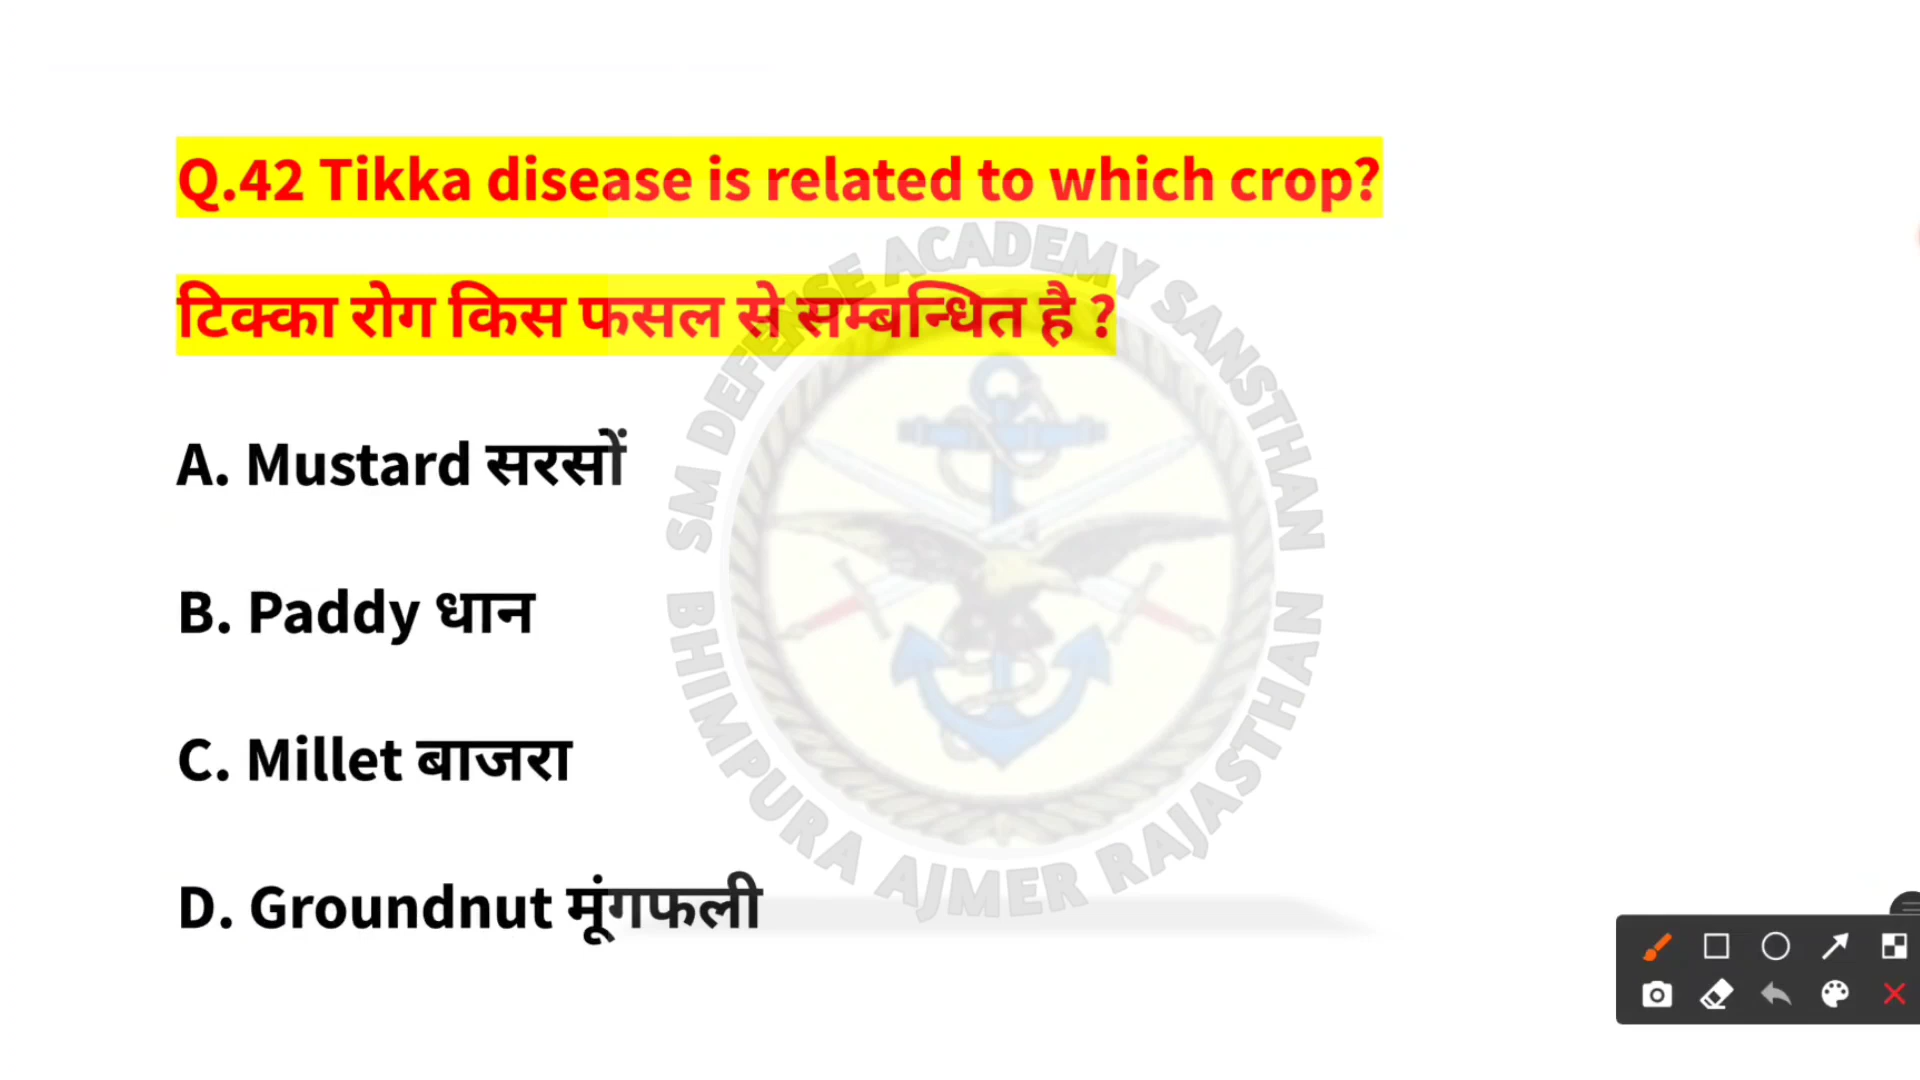 Q.42 Tikka disease is related to which crop?
टिक्का रोग किस फसल से सम्बन्धित है ?
A. Mustard सरसों
B. Paddy धान
C. Millet बाजरा
D. Groundnut मूंगफली
SM DEFENSE ACADEMY SANSTHAN
BHIMPURA AJMER RAJASTHAN